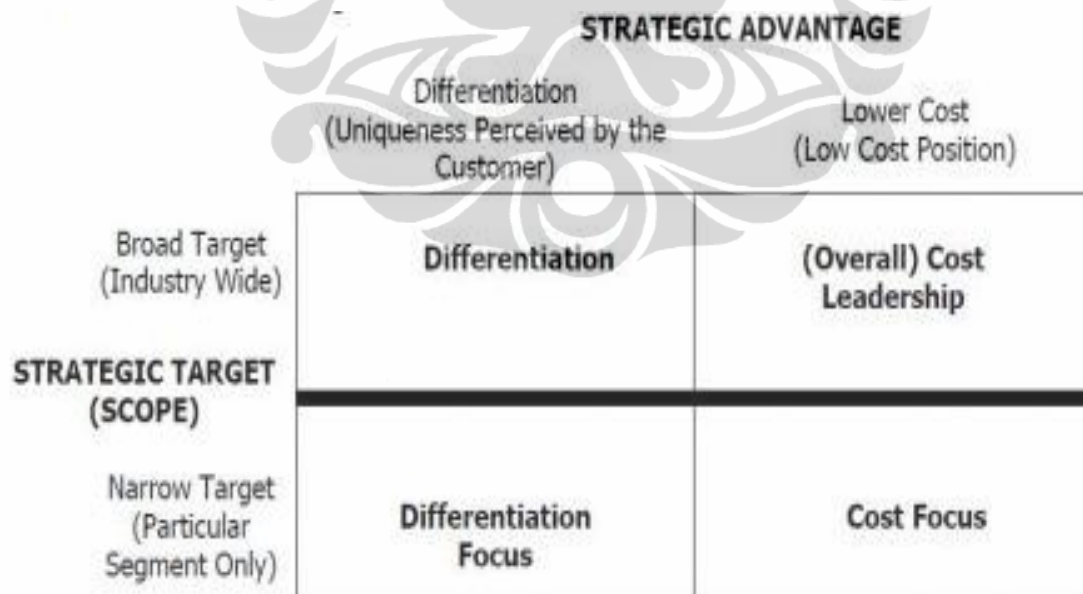 STRATEGIC ADVANTAGE
Differentiation
(Uniqueness Perceived by the
Customer)
Lower Cost
(Low Cost Position)
Broad Target
(Industry Wide)
Differentiation
(Overall) Cost
Leadership
STRATEGIC TARGET
(SCOPE)
Narrow Target
(Particular
Segment Only)
Differentiation
Focus
Cost Focus